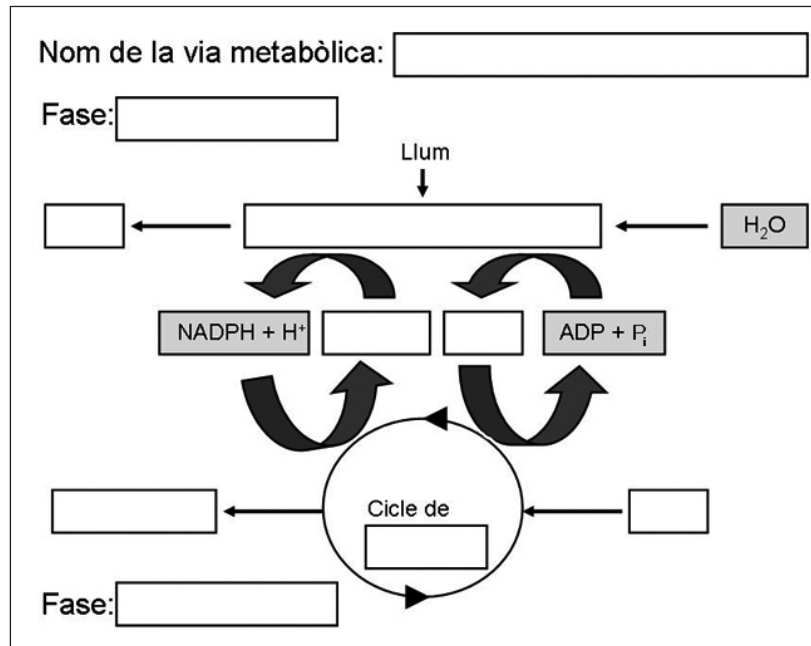 Nom de la via metabòlica:
Fase:
Llum
H₂O
NADPH + H⁺
ADP + Pᵢ
Cicle de
Fase: